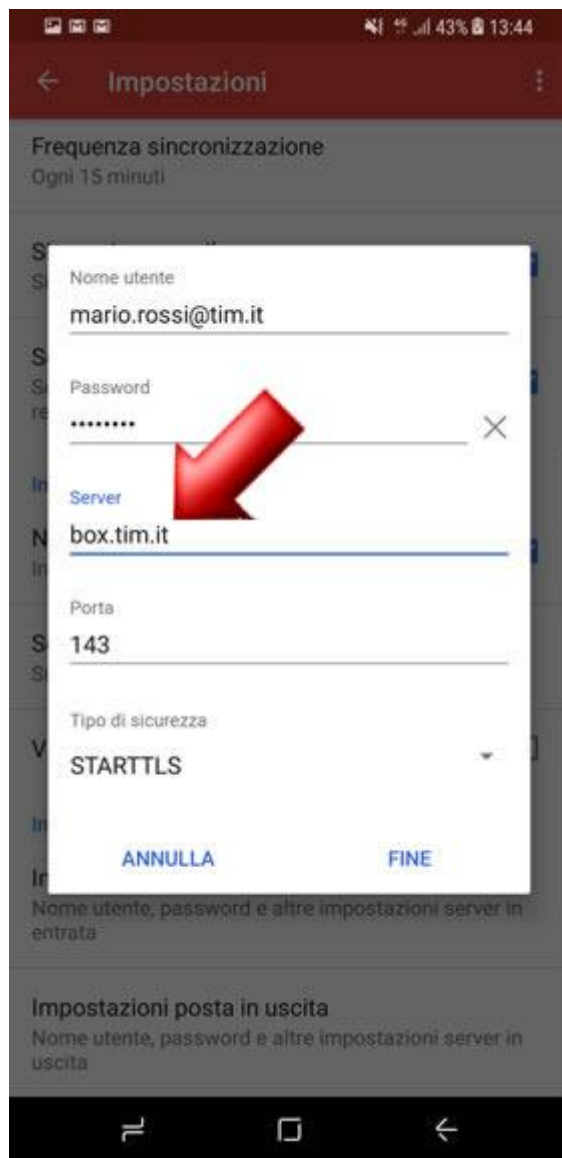 43% 13:44
Impostazioni
Frequenza sincronizzazione
Ogni 15 minuti
Nome utente
mario.rossi@tim.it
Password
••••••••
Server
box.tim.it
Porta
143
Tipo di sicurezza
STARTTLS
ANNULLA FINE
Nome utente, password e altre impostazioni server in
entrata
Impostazioni posta in uscita
Nome utente, password e altre impostazioni server in
uscita